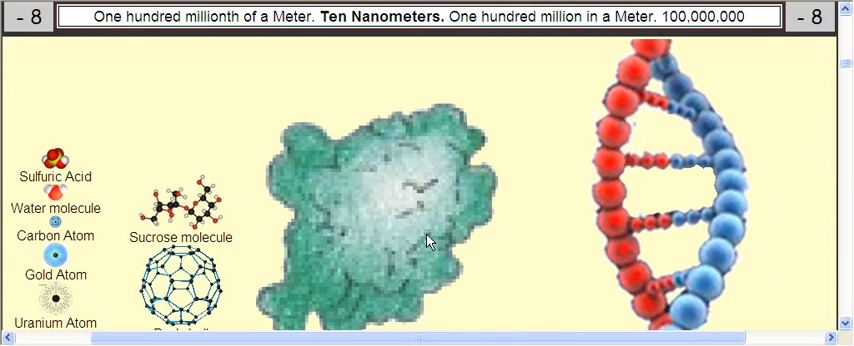 - 8
One hundred millionth of a Meter. Ten Nanometers. One hundred million in a Meter. 100,000,000
- 8
Sulfuric Acid
Water molecule
Carbon Atom
Sucrose molecule
Gold Atom
Uranium Atom